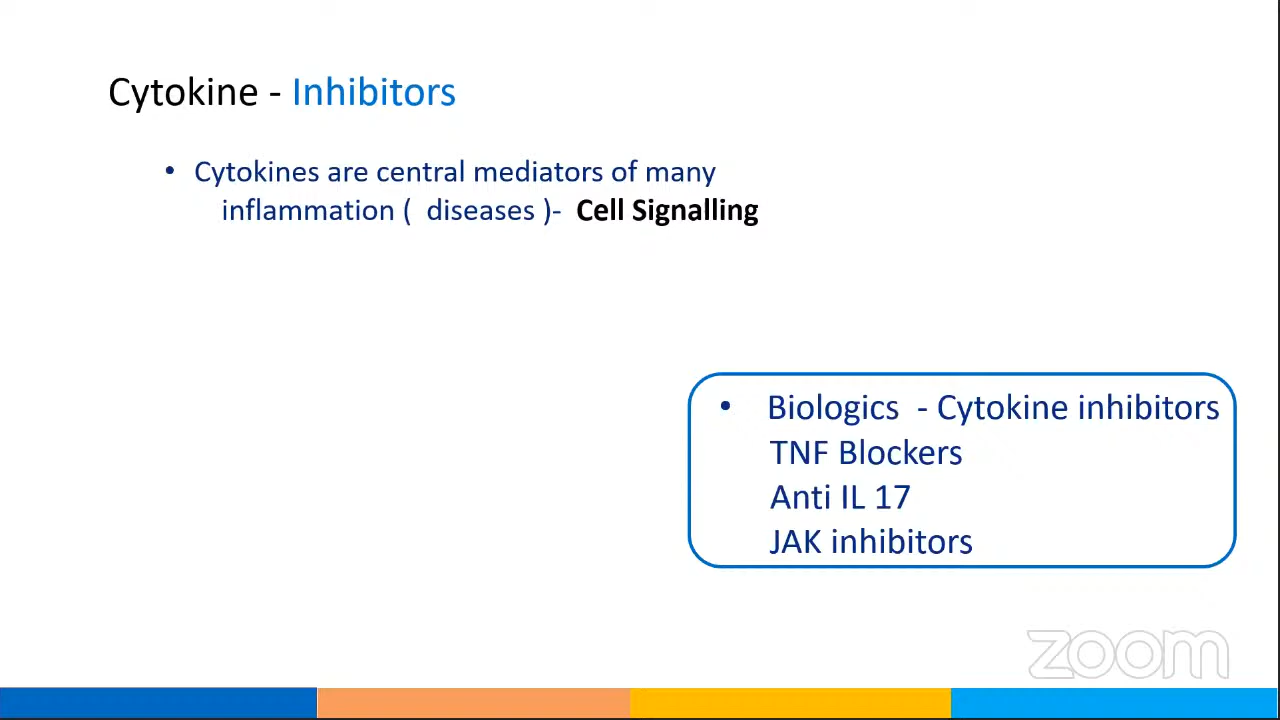 Cytokine - Inhibitors
• Cytokines are central mediators of many
inflammation ( diseases )- Cell Signalling
• Biologics - Cytokine inhibitors
TNF Blockers
Anti IL 17
JAK inhibitors
zoom